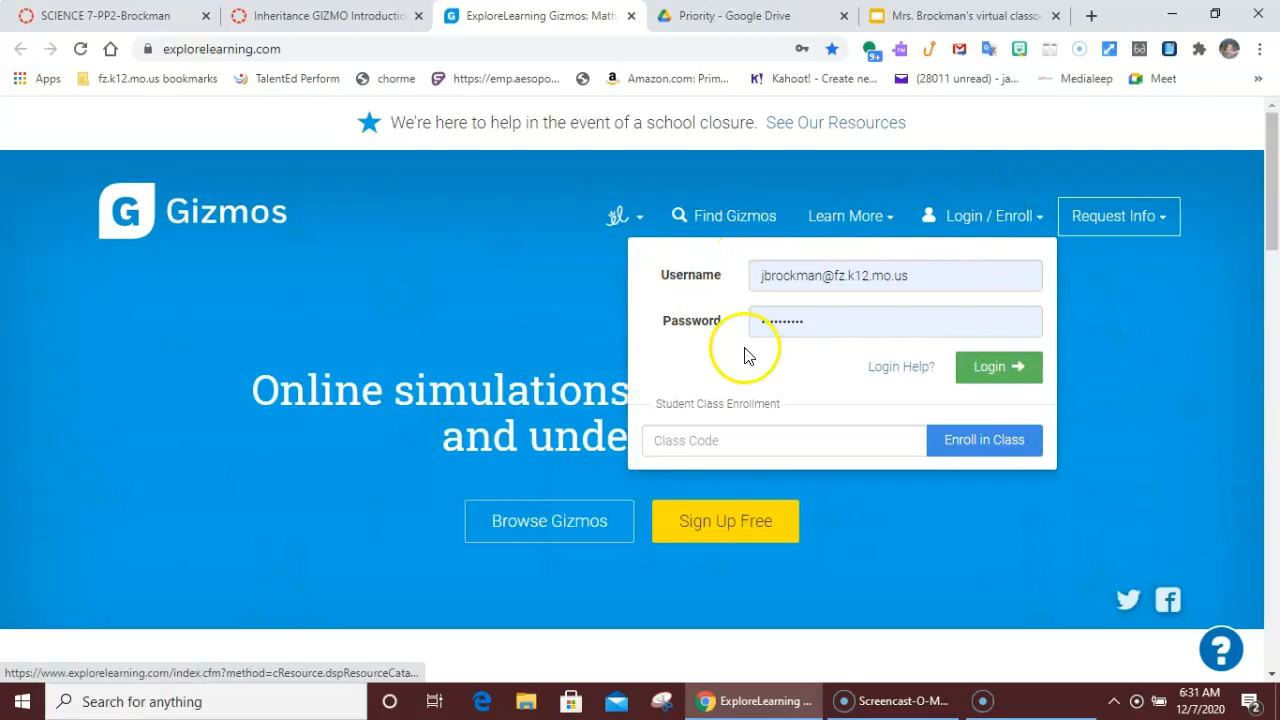 SCIENCE 7-PP2-Brockman
Inheritance GIZMO Introduction
ExploreLearning Gizmos: Math
Priority - Google Drive
Mrs. Brockman's virtual classo
explorelearning.com
9+
Apps
fz.k12.mo.us bookmarks
TalentEd Perform
chorme
https://emp.aesopo...
Amazon.com: Prim...
Kahoot! - Create ne...
(28011 unread) - ja...
Medialeep
Meet
»
We're here to help in the event of a school closure. See Our Resources
G Gizmos
Find Gizmos
Learn More
Login / Enroll
Request Info
Username
jbrockman@fz.k12.mo.us
Password
••••••••••
Login Help?
Login
Student Class Enrollment
Class Code
Enroll in Class
Online simulations
and unde
Browse Gizmos
Sign Up Free
?
https://www.explorelearning.com/index.cfm?method=cResource.dspResourceCata...
Search for anything
ExploreLearning ...
Screencast-O-M...
6:31 AM
12/7/2020
2